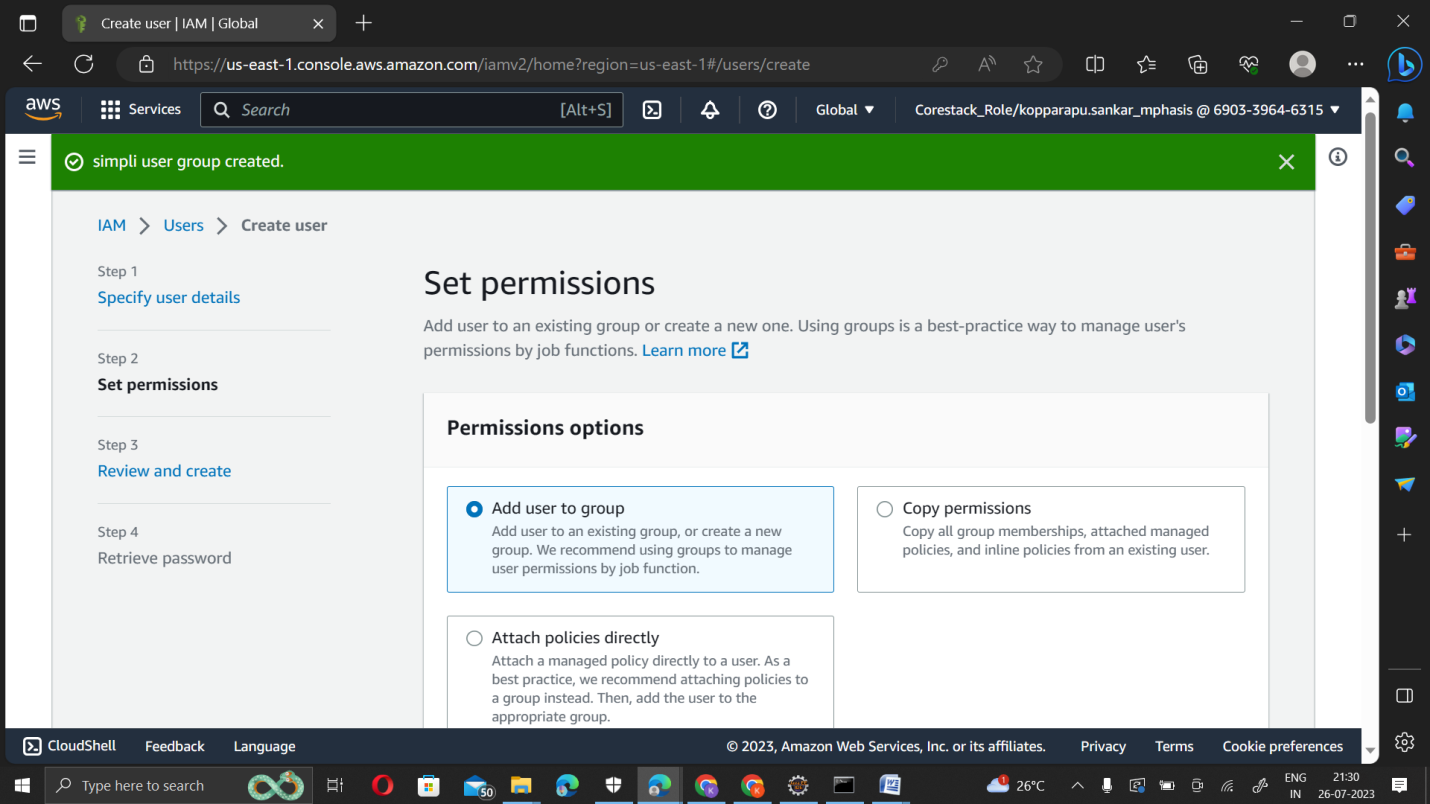 Create user | IAM | Global
https://us-east-1.console.aws.amazon.com/iamv2/home?region=us-east-1#/users/create
aws
Services
Search
[Alt+S]
Global
Corestack_Role/kopparapu.sankar_mphasis @ 6903-3964-6315
simpli user group created.
IAM
Users
Create user
Step 1
Specify user details
Step 2
Set permissions
Step 3
Review and create
Step 4
Retrieve password
Set permissions
Add user to an existing group or create a new one. Using groups is a best-practice way to manage user's
permissions by job functions. Learn more
Permissions options
Add user to group
Add user to an existing group, or create a new
group. We recommend using groups to manage
user permissions by job function.
Copy permissions
Copy all group memberships, attached managed
policies, and inline policies from an existing user.
Attach policies directly
Attach a managed policy directly to a user. As a
best practice, we recommend attaching policies to
a group instead. Then, add the user to the
appropriate group.
CloudShell
Feedback
Language
© 2023, Amazon Web Services, Inc. or its affiliates.
Privacy
Terms
Cookie preferences
Type here to search
50
1
26°C
ENG
IN
21:30
26-07-2023